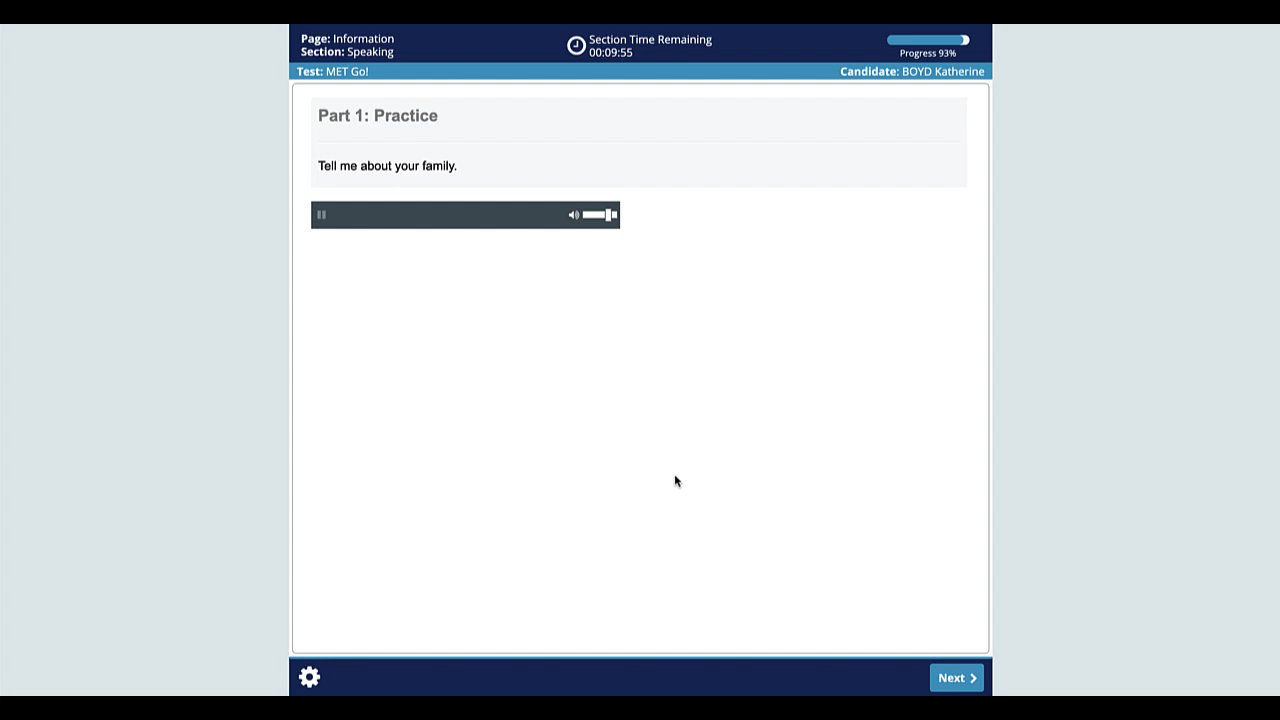 Page: Information
Section: Speaking
Section Time Remaining
00:09:55
Progress 93%
Test: MET Go!
Candidate: BOYD Katherine
Part 1: Practice
Tell me about your family.
Next